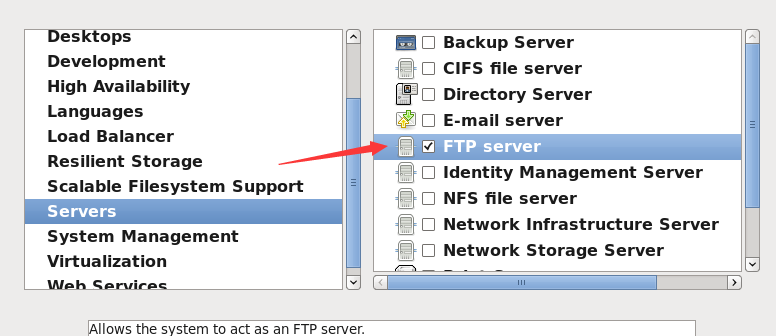 Desktops
Development
High Availability
Languages
Load Balancer
Resilient Storage
Scalable Filesystem Support
Servers
System Management
Virtualization
Web Services
Backup Server
CIFS file server
Directory Server
E-mail server
FTP server
Identity Management Server
NFS file server
Network Infrastructure Server
Network Storage Server
Allows the system to act as an FTP server.